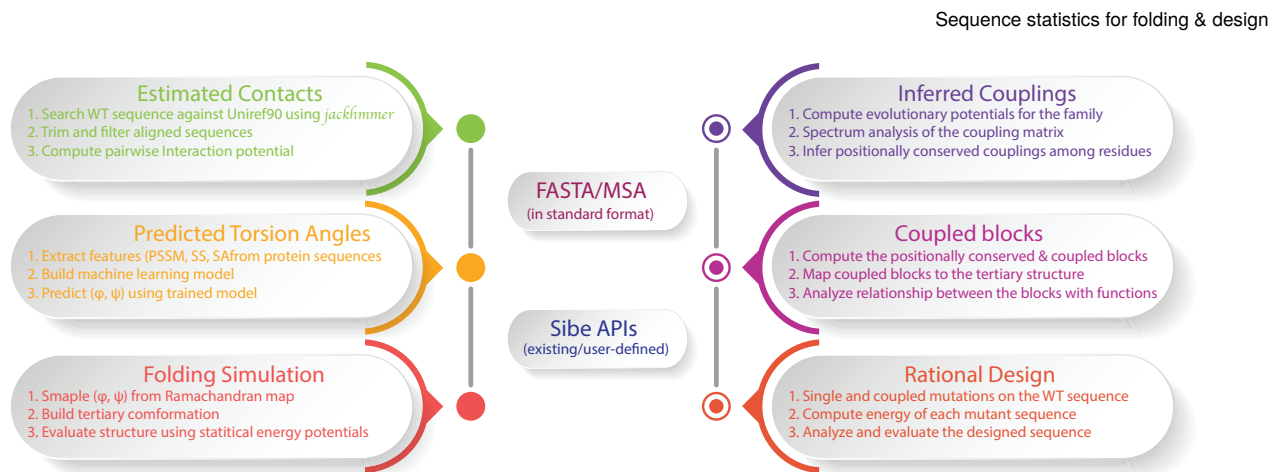 Sequence statistics for folding & design
Estimated Contacts
1. Search WT sequence against Uniref90 using jackhmmer
2. Trim and filter aligned sequences
3. Compute pairwise Interaction potential
Predicted Torsion Angles
1. Extract features (PSSM, SS, SAfrom protein sequences
2. Build machine learning model
3. Predict (φ, ψ) using trained model
Folding Simulation
1. Smaple (φ, ψ) from Ramachandran map
2. Build tertiary comformation
3. Evaluate structure using statitical energy potentials
FASTA/MSA
(in standard format)
Sibe APIs
(existing/user-defined)
Inferred Couplings
1. Compute evolutionary potentials for the family
2. Spectrum analysis of the coupling matrix
3. Infer positionally conserved couplings among residues
Coupled blocks
1. Compute the positionally conserved & coupled blocks
2. Map coupled blocks to the tertiary structure
3. Analyze relationship between the blocks with functions
Rational Design
1. Single and coupled mutations on the WT sequence
2. Compute energy of each mutant sequence
3. Analyze and evaluate the designed sequence